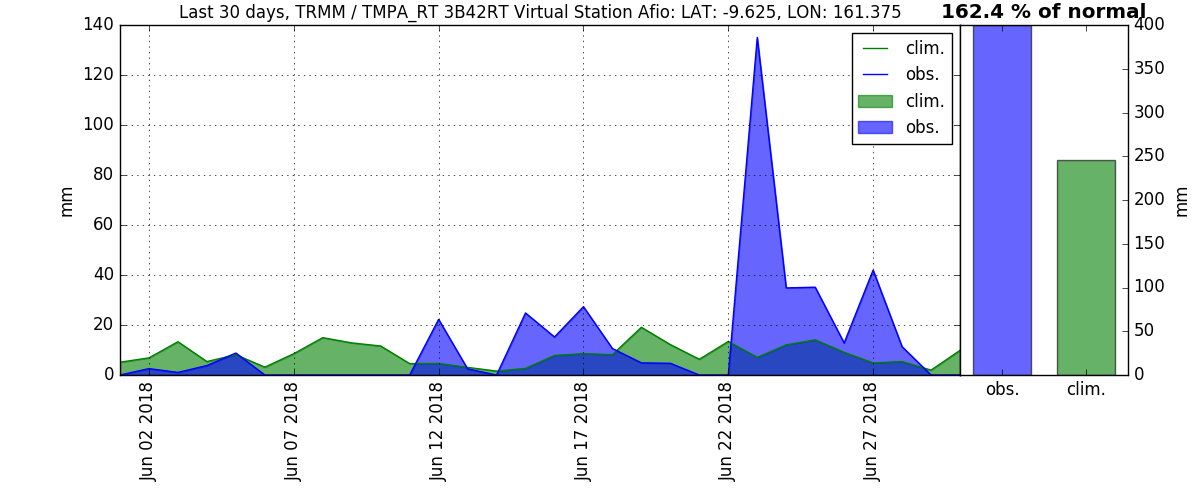 Last 30 days, TRMM / TMPA_RT 3B42RT Virtual Station Afio: LAT: -9.625, LON: 161.375
162.4 % of normal
140
120
100
80
60
40
20
0
mm
clim.
obs.
clim.
obs.
Jun 02 2018
Jun 07 2018
Jun 12 2018
Jun 17 2018
Jun 22 2018
Jun 27 2018
400
350
300
250
200
150
100
50
0
mm
obs.
clim.